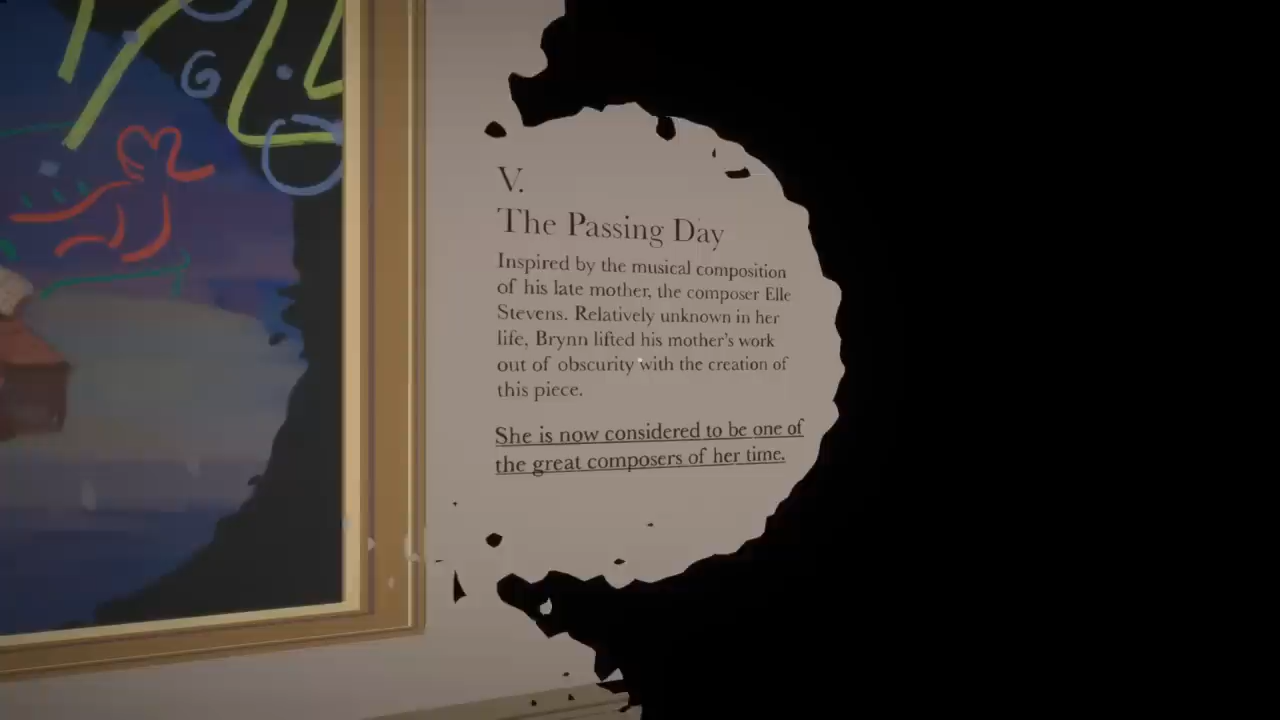 V.
The Passing Day
Inspired by the musical composition
of his late mother, the composer Elle
Stevens. Relatively unknown in her
life, Brynn lifted his mother's work
out of obscurity with the creation of
this piece.
She is now considered to be one of
the great composers of her time.